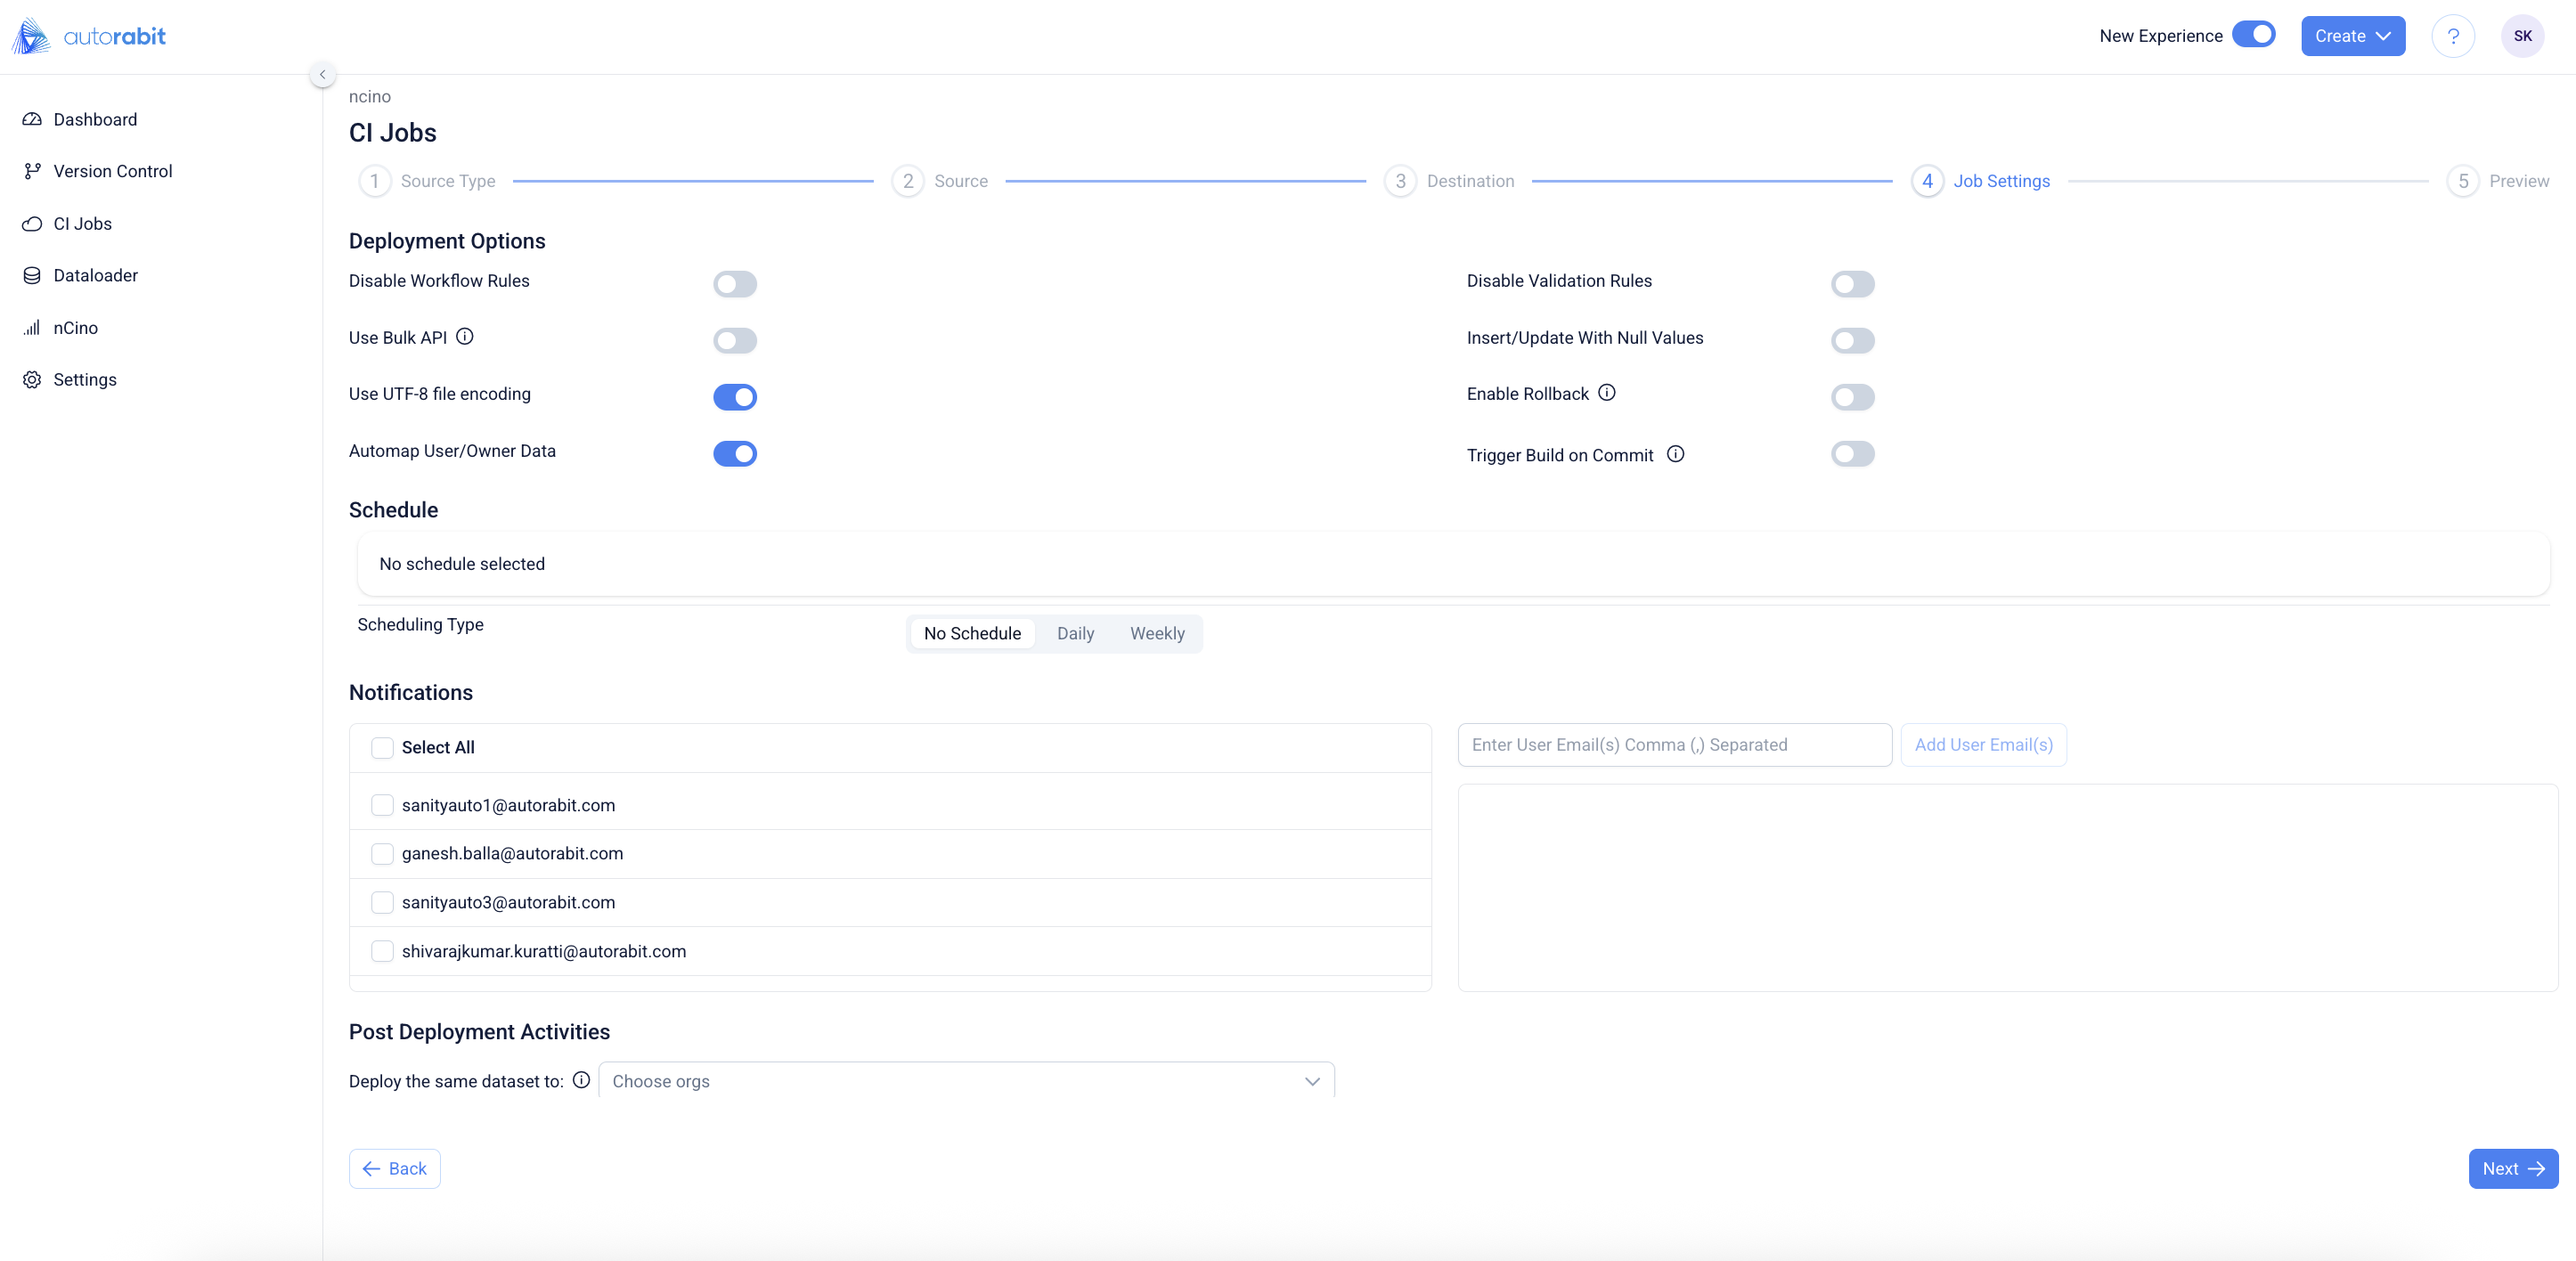 autorabit
New Experience
Create
?
SK
Dashboard
Version Control
CI Jobs
Dataloader
nCino
Settings
ncino
CI Jobs
1 Source Type
2 Source
3 Destination
4 Job Settings
5 Preview
Deployment Options
Disable Workflow Rules
Disable Validation Rules
Use Bulk API
Insert/Update With Null Values
Use UTF-8 file encoding
Enable Rollback
Automap User/Owner Data
Trigger Build on Commit
Schedule
No schedule selected
Scheduling Type
No Schedule Daily Weekly
Notifications
Select All
sanityauto1@autorabit.com
ganesh.balla@autorabit.com
sanityauto3@autorabit.com
shivarajkumar.kuratti@autorabit.com
Enter User Email(s) Comma (,) Separated
Add User Email(s)
Post Deployment Activities
Deploy the same dataset to: Choose orgs
Back
Next